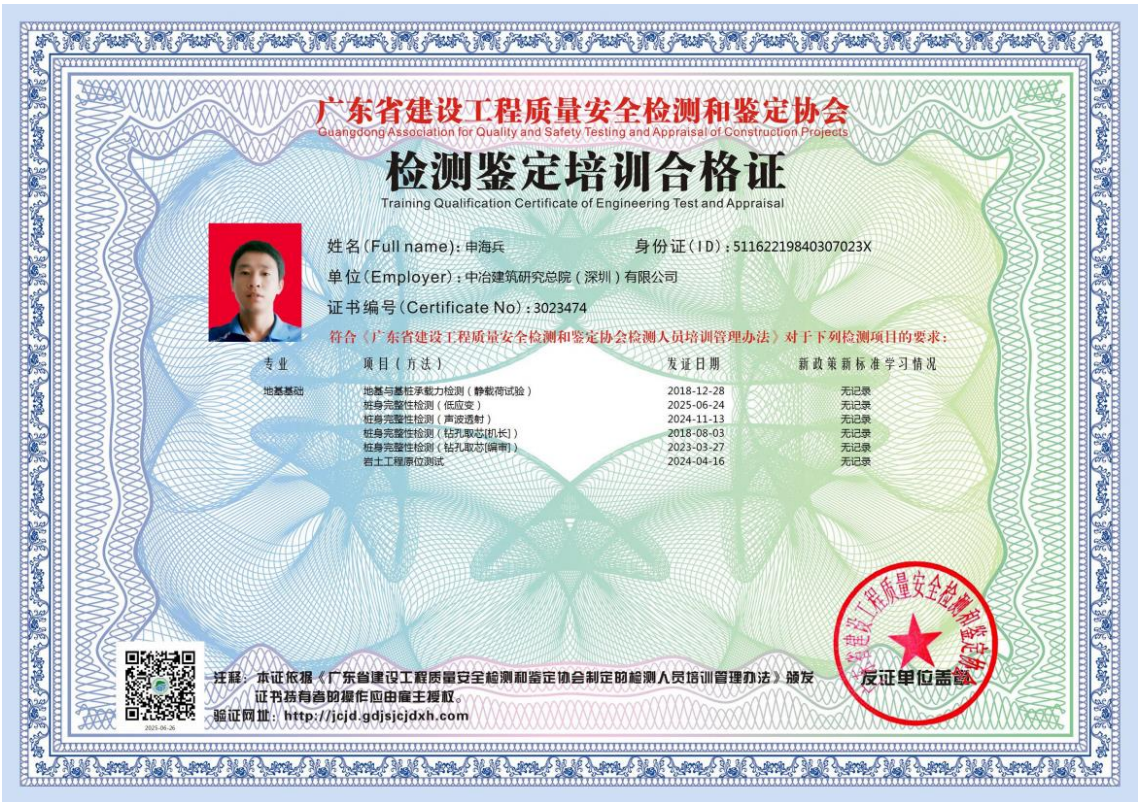 广东省建设工程质量安全检测和鉴定协会
Guangdong Association for Quality and Safety Testing and Appraisal of Construction Projects
检测鉴定培训合格证
Training Qualification Certificate of Engineering Test and Appraisal
姓名(Full name): 申海兵 身份证(ID): 51162219840307023X
单位(Employer): 中冶建筑研究总院(深圳)有限公司
证书编号(Certificate No): 3023474
符合《广东省建设工程质量安全检测和鉴定协会检测人员培训管理办法》对于下列检测项目的要求:
专业 项目(方法) 发证日期 新政策新标准学习情况
地基基础 地基与基桩承载力检测(静载荷试验) 2018-12-28 无记录
桩身完整性检测(低应变) 2025-06-24 无记录
桩身完整性检测(声波透射) 2024-11-13 无记录
桩身完整性检测(钻孔取芯[机长]) 2018-08-03 无记录
桩身完整性检测(钻孔取芯[编审]) 2023-03-27 无记录
岩土工程原位测试 2024-04-16 无记录
广东省建设工程质量安全检测和鉴定协会
发证单位盖章
注释: 本证依据《广东省建设工程质量安全检测和鉴定协会制定的检测人员培训管理办法》颁发
证书持有者的操作应由雇主授权。
验证网址: http://jcjd.gdjsjcjdxh.com
2025-06-26